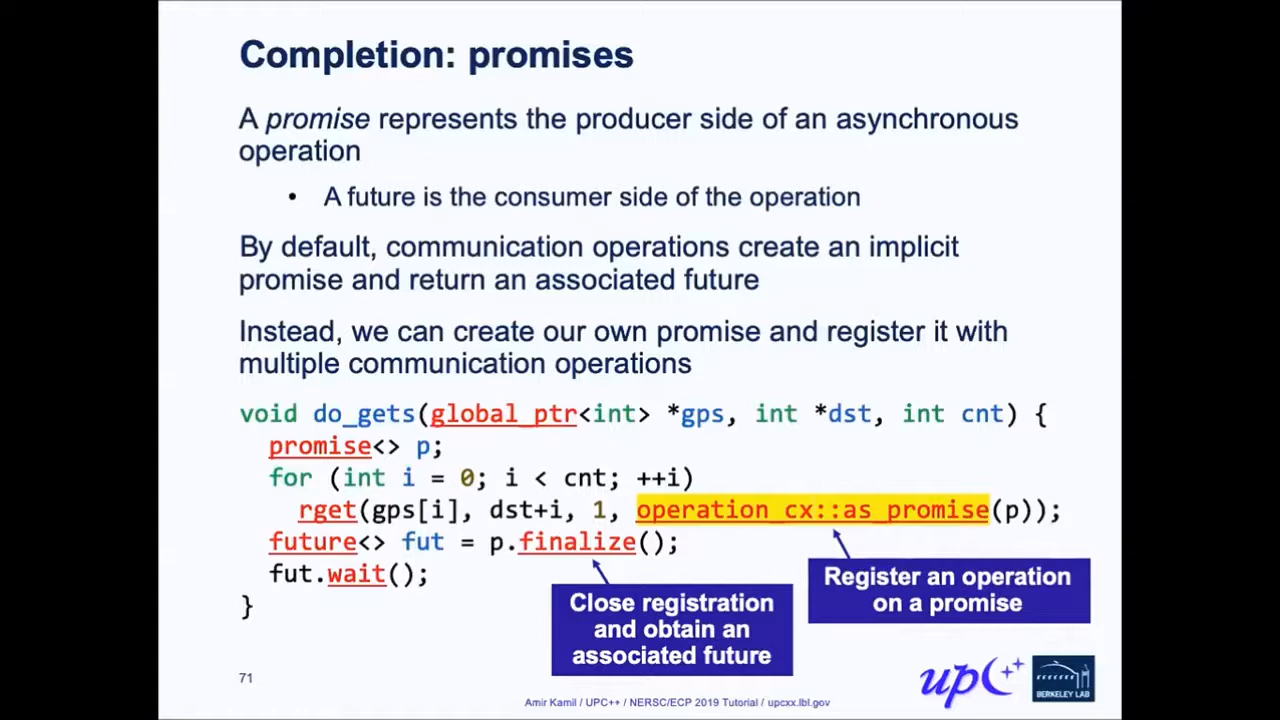 Completion: promises
A promise represents the producer side of an asynchronous
operation
• A future is the consumer side of the operation
By default, communication operations create an implicit
promise and return an associated future
Instead, we can create our own promise and register it with
multiple communication operations
void do_gets(global_ptr<int> *gps, int *dst, int cnt) {
promise<> p;
for (int i = 0; i < cnt; ++i)
rget(gps[i], dst+i, 1, operation_cx::as_promise(p));
future<> fut = p.finalize();
fut.wait();
}
Register an operation
on a promise
Close registration
and obtain an
associated future
71
Amir Kamil / UPC++ / NERSC/ECP 2019 Tutorial / upcxx.lbl.gov
UPC++
BERKELEY LAB